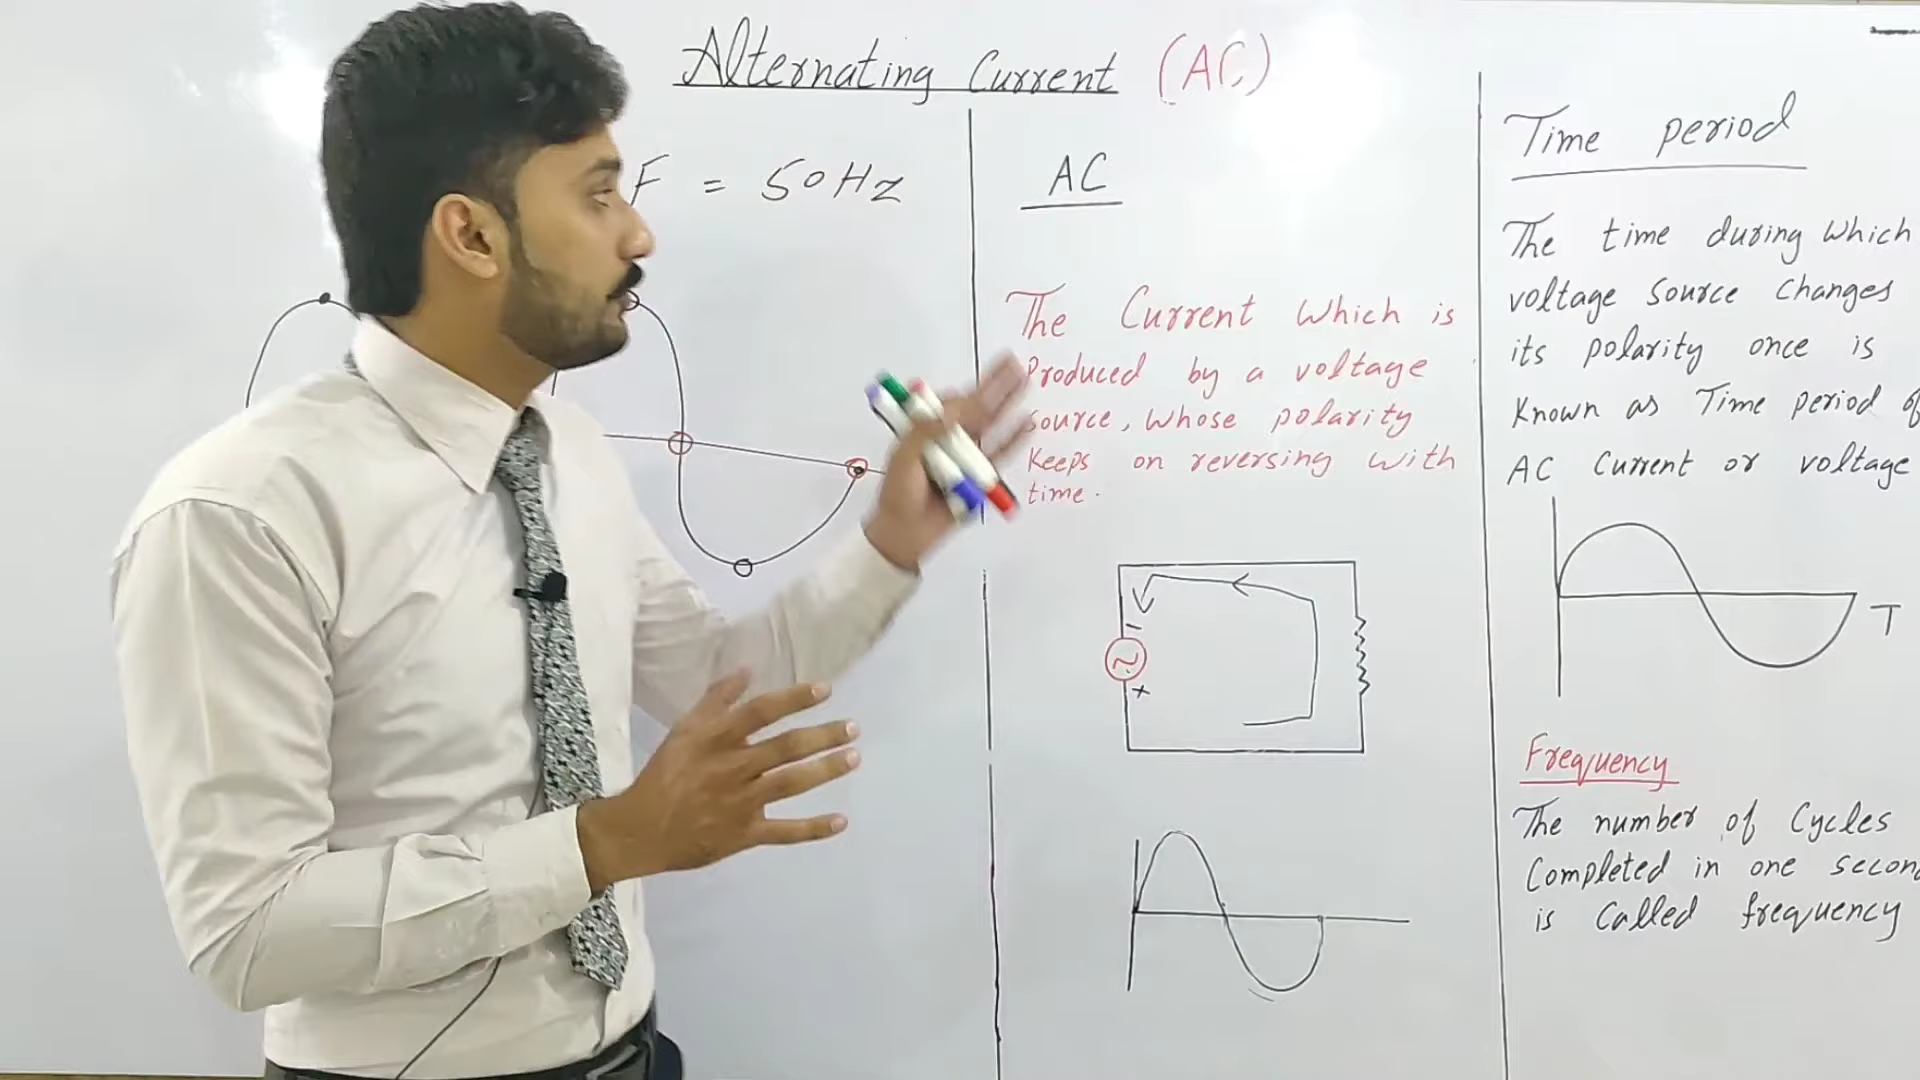 Alternating Current (AC)
F = 50Hz
AC
The Current Which is
Produced by a voltage
source, Whose polarity
Keeps on reversing with
time.
-
~
+
Time period
The time during Which
voltage source changes
its polarity once is
Known as Time period of
AC Current or voltage
T
Frequency
The number of Cycles
Completed in one second
is Called frequency